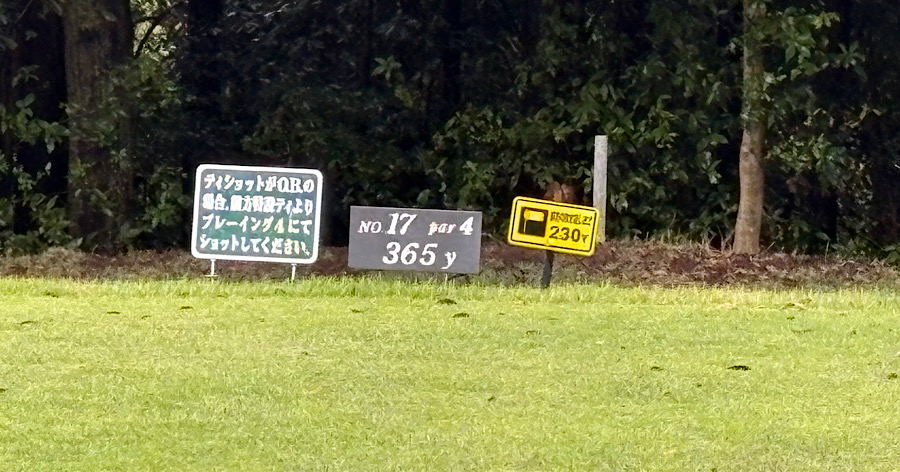 ティショットがO.B.の
場合、前方特設ティより
プレーイング4にて
ショットしてください。
NO. 17 par 4
365 y
230Y